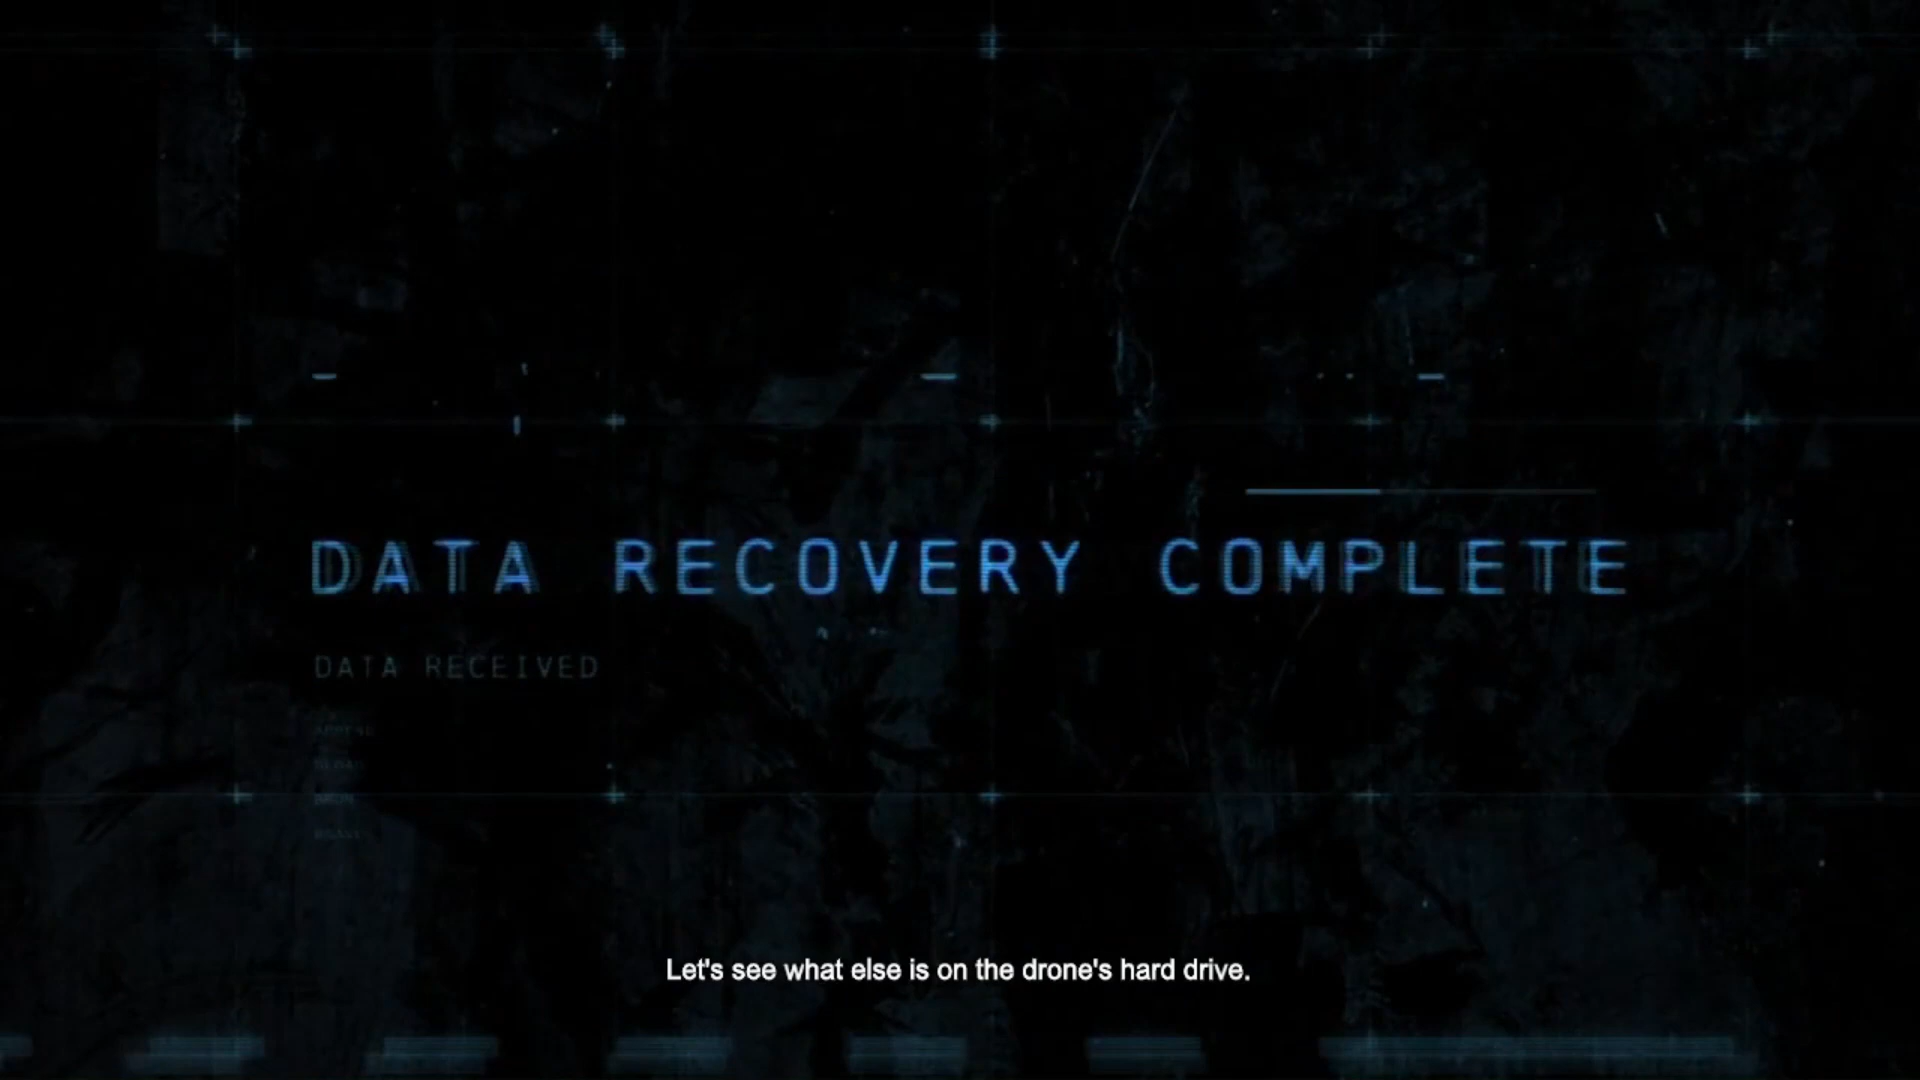 DATA RECOVERY COMPLETE
DATA RECEIVED
Let's see what else is on the drone's hard drive.